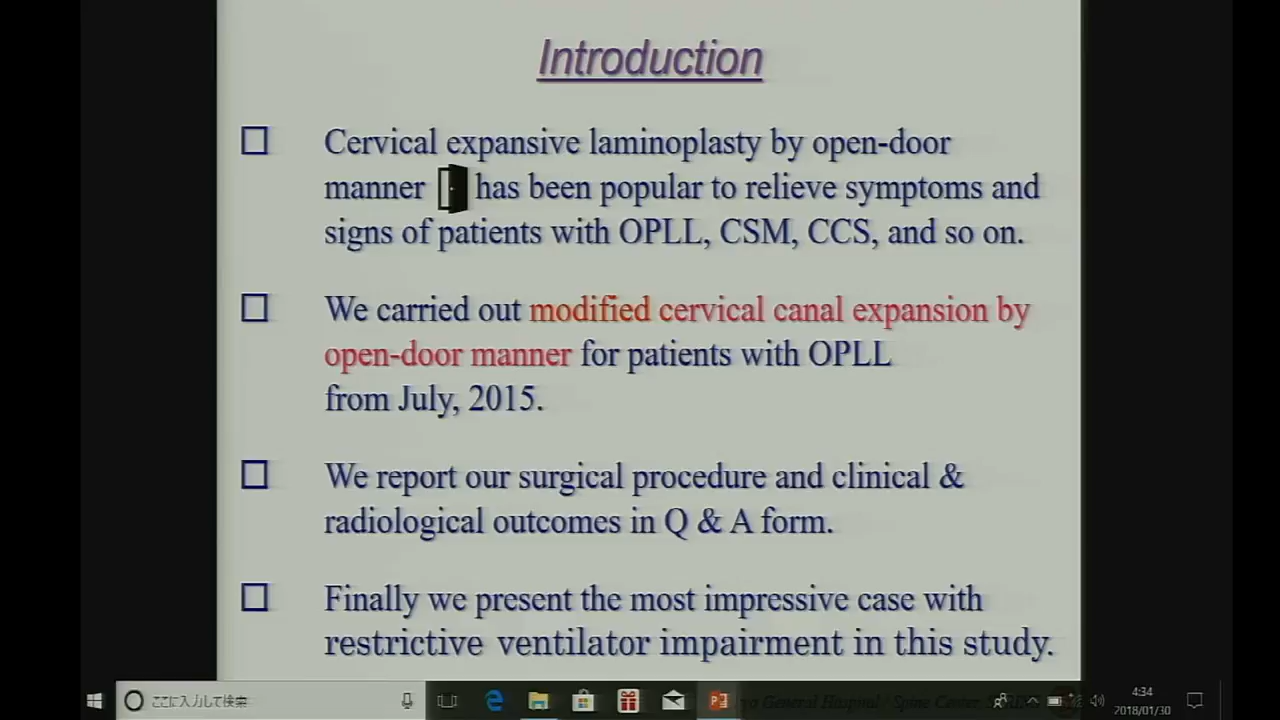 Introduction
Cervical expansive laminoplasty by open-door
manner has been popular to relieve symptoms and
signs of patients with OPLL, CSM, CCS, and so on.
We carried out modified cervical canal expansion by
open-door manner for patients with OPLL
from July, 2015.
We report our surgical procedure and clinical &
radiological outcomes in Q & A form.
Finally we present the most impressive case with
restrictive ventilator impairment in this study.
ここに入力して検索
General Hospital / Spine Center
4:34
2018/01/30